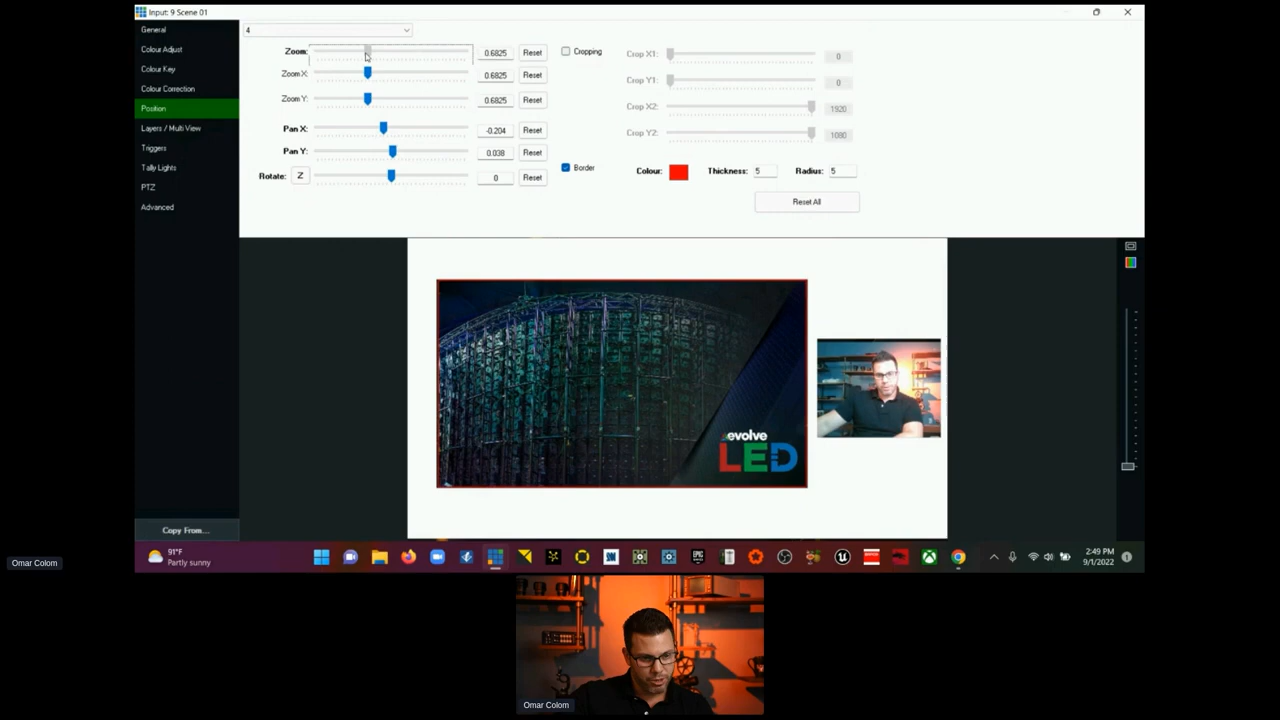 Input: 9 Scene 01
General
Colour Adjust
Colour Key
Colour Correction
Position
Layers / Multi View
Triggers
Tally Lights
PTZ
Advanced
Copy From...
4
Zoom: 0.6825 Reset
Zoom X: 0.6825 Reset
Zoom Y: 0.6825 Reset
Pan X: -0.204 Reset
Pan Y: 0.038 Reset
Rotate: Z 0 Reset
Cropping
Crop X1: 0
Crop Y1: 0
Crop X2: 1920
Crop Y2: 1080
Border Colour: Thickness: 5 Radius: 5
Reset All
evolve
LED
91°F
Partly sunny
EPIC
2:49 PM
9/1/2022
1
Omar Colom
Omar Colom